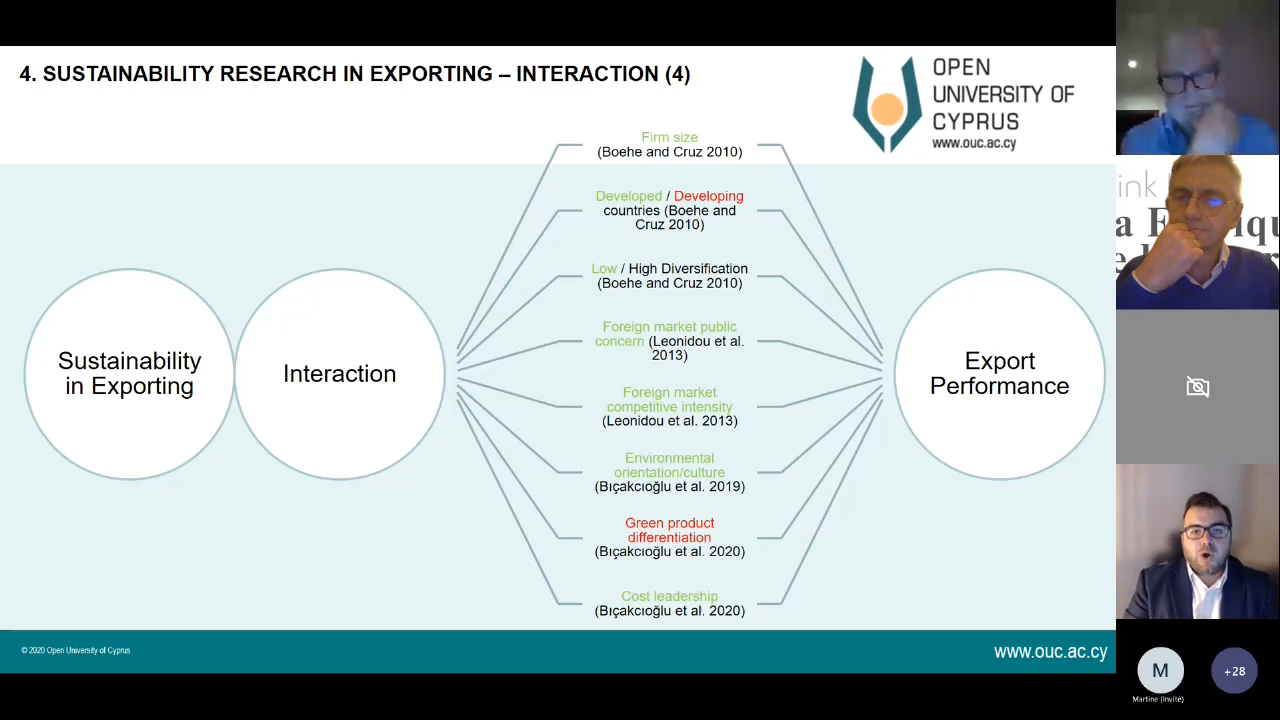 4. SUSTAINABILITY RESEARCH IN EXPORTING – INTERACTION (4)
OPEN
UNIVERSITY OF
CYPRUS
www.ouc.ac.cy
Firm size
(Boehe and Cruz 2010)
Developed / Developing
countries (Boehe and
Cruz 2010)
Low / High Diversification
(Boehe and Cruz 2010)
Foreign market public
concern (Leonidou et al.
2013)
Foreign market
competitive intensity
(Leonidou et al. 2013)
Environmental
orientation/culture
(Bıçakcıoğlu et al. 2019)
Green product
differentiation
(Bıçakcıoğlu et al. 2020)
Cost leadership
(Bıçakcıoğlu et al. 2020)
Sustainability
in Exporting
Interaction
Export
Performance
© 2020 Open University of Cyprus
www.ouc.ac.cy
M
Martine (Invité)
+28